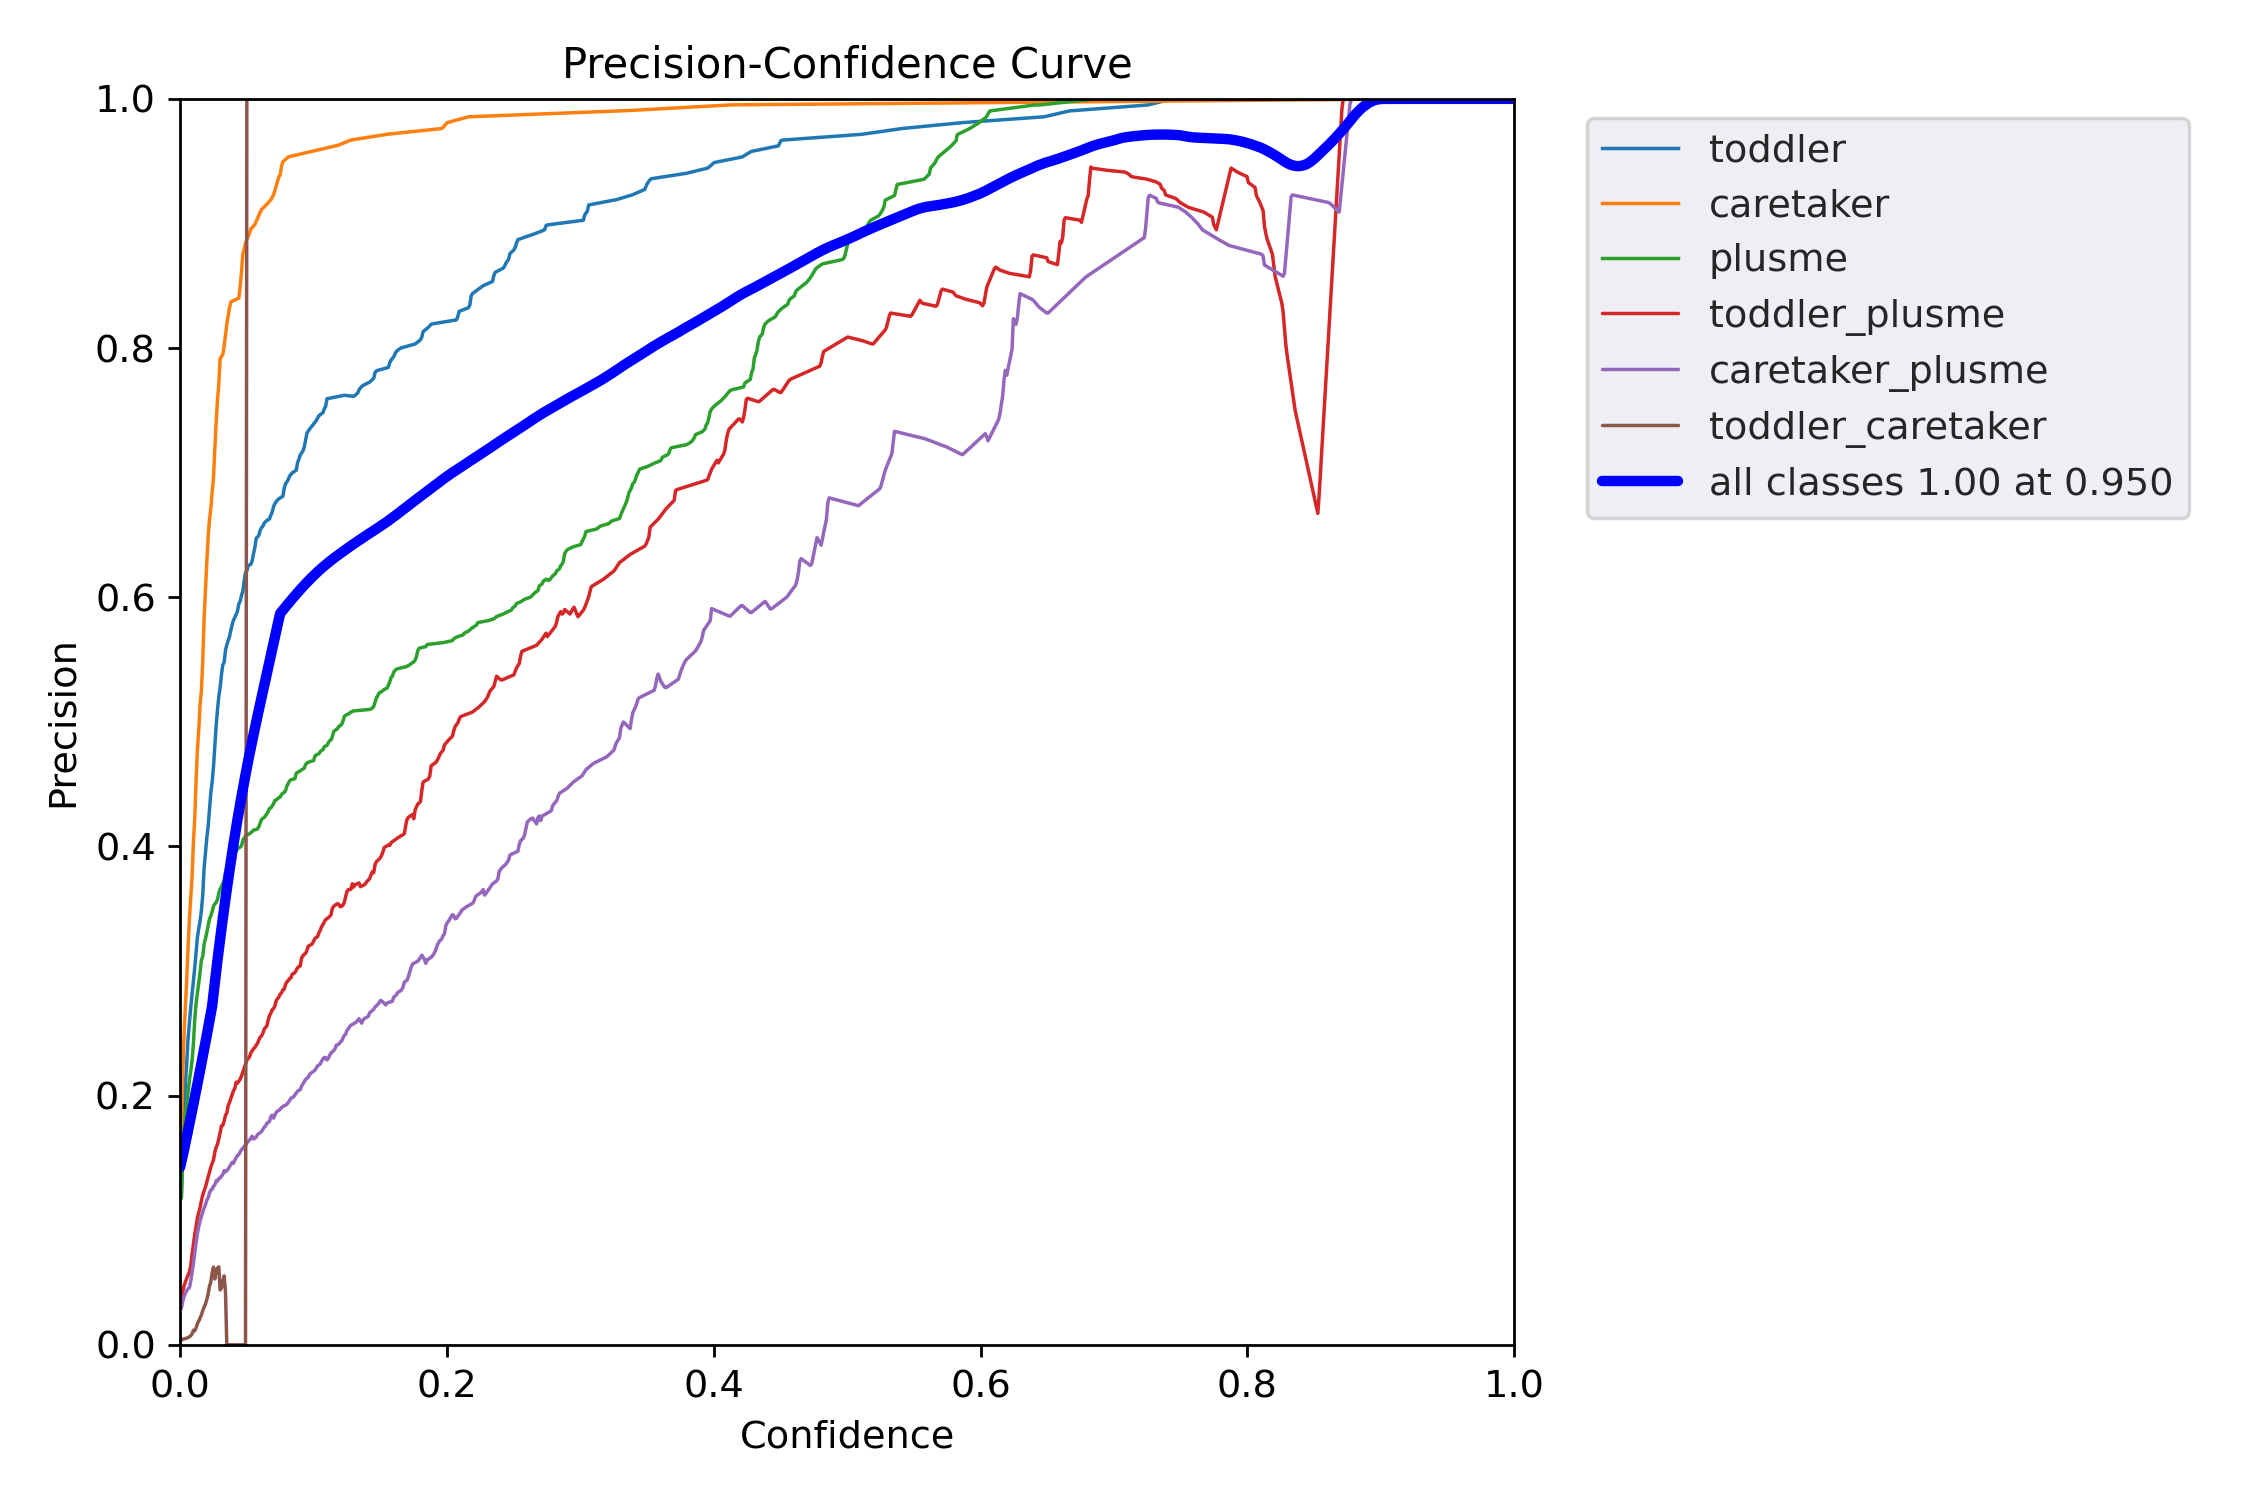 Precision-Confidence Curve
1.0
0.8
0.6
0.4
0.2
0.0
Precision
0.0 0.2 0.4 0.6 0.8 1.0
Confidence
toddler
caretaker
plusme
toddler_plusme
caretaker_plusme
toddler_caretaker
all classes 1.00 at 0.950